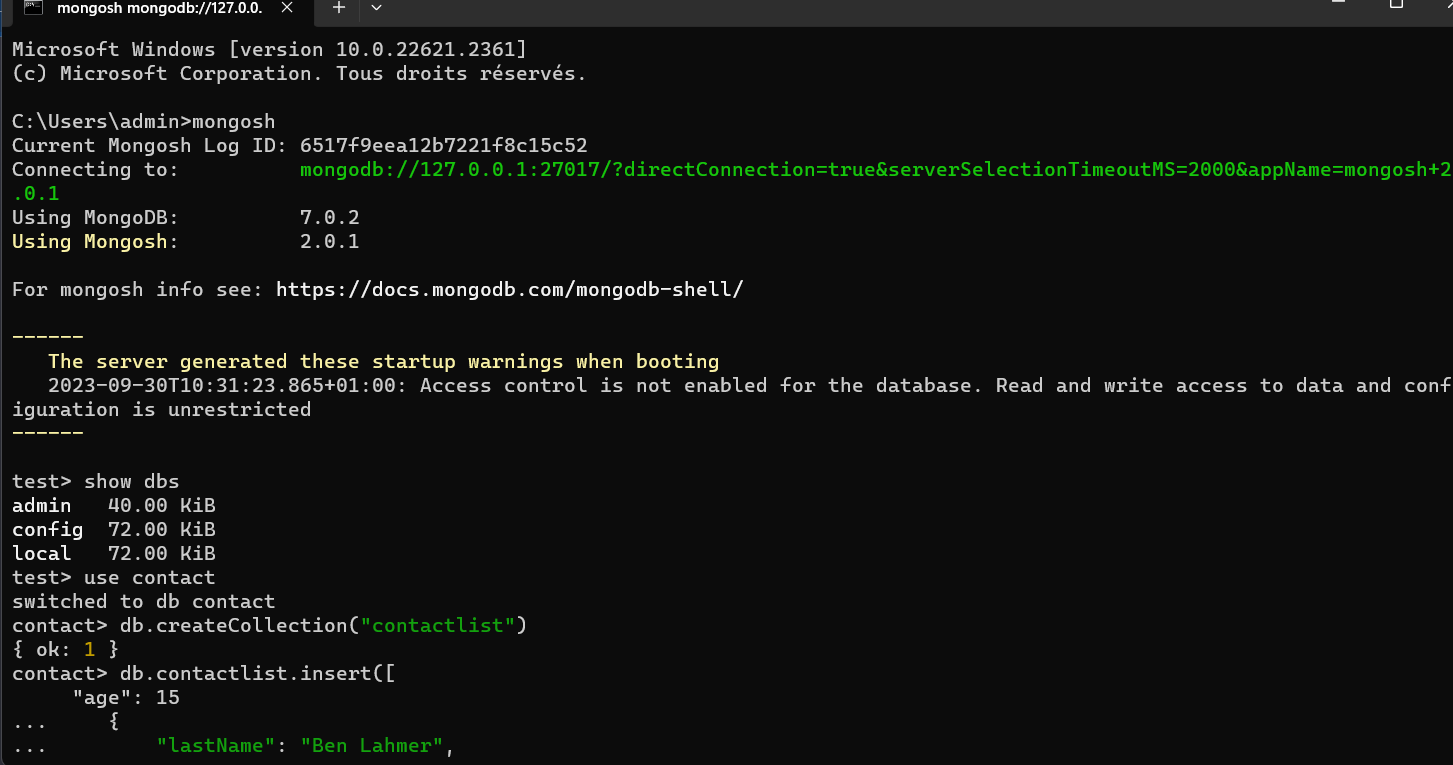 mongosh mongodb://127.0.0.
Microsoft Windows [version 10.0.22621.2361]
(c) Microsoft Corporation. Tous droits réservés.
C:\Users\admin>mongosh
Current Mongosh Log ID: 6517f9eea12b7221f8c15c52
Connecting to:          mongodb://127.0.0.1:27017/?directConnection=true&serverSelectionTimeoutMS=2000&appName=mongosh+2
.0.1
Using MongoDB:          7.0.2
Using Mongosh:          2.0.1
For mongosh info see: https://docs.mongodb.com/mongodb-shell/
------
   The server generated these startup warnings when booting
   2023-09-30T10:31:23.865+01:00: Access control is not enabled for the database. Read and write access to data and conf
iguration is unrestricted
------
test> show dbs
admin   40.00 KiB
config  72.00 KiB
local   72.00 KiB
test> use contact
switched to db contact
contact> db.createCollection("contactlist")
{ ok: 1 }
contact> db.contactlist.insert([
     "age": 15
...     {
...         "lastName": "Ben Lahmer",